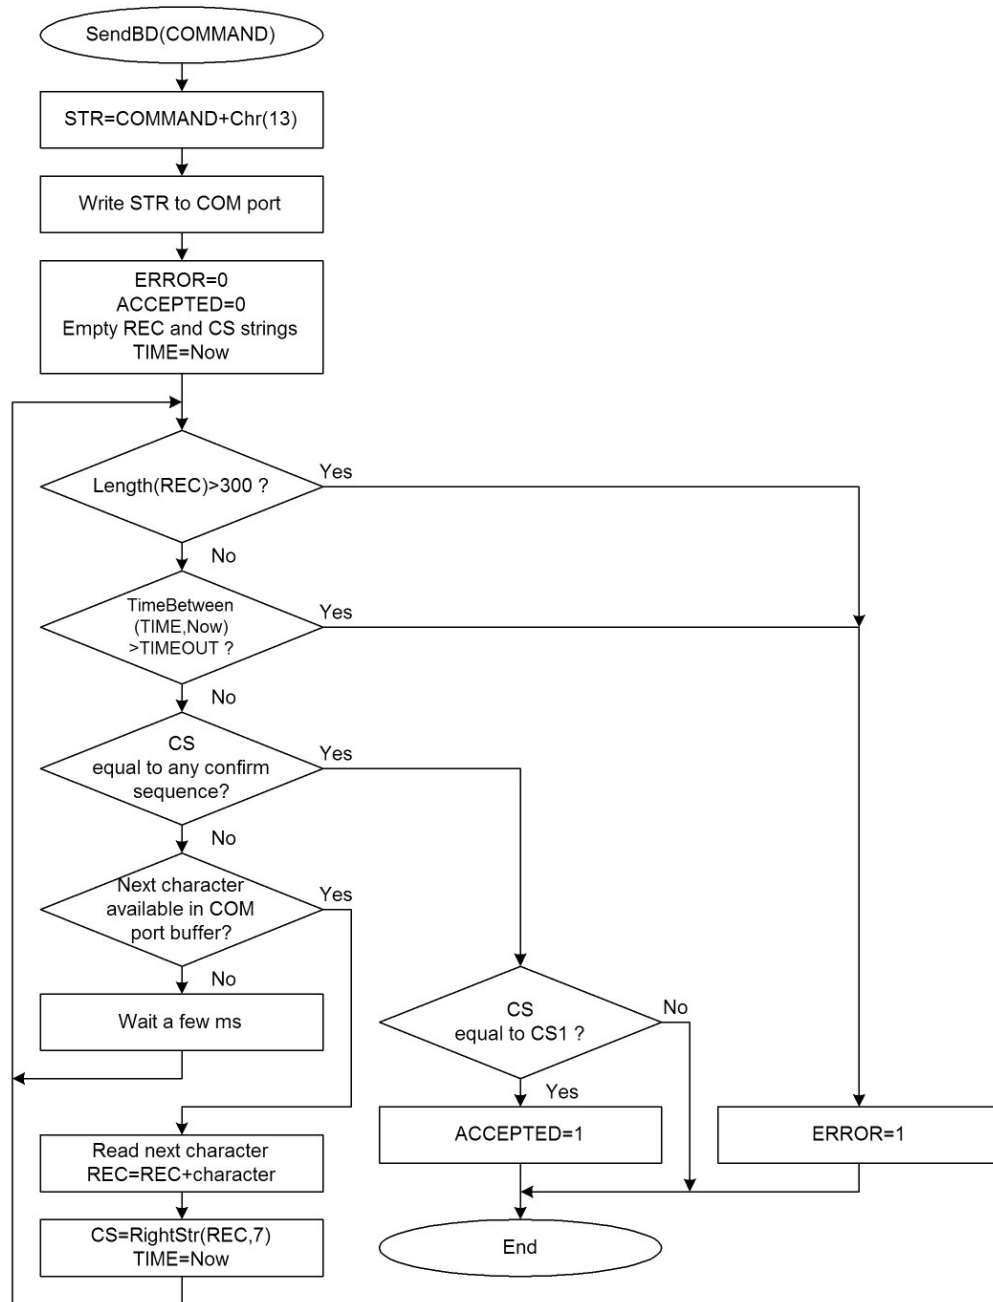 SendBD(COMMAND)
STR=COMMAND+Chr(13)
Write STR to COM port
ERROR=0
ACCEPTED=0
Empty REC and CS strings
TIME=Now
Length(REC)>300 ?
Yes
No
TimeBetween
(TIME,Now)
>TIMEOUT ?
Yes
No
CS
equal to any confirm
sequence?
Yes
No
Next character
available in COM
port buffer?
Yes
No
Wait a few ms
CS
equal to CS1 ?
No
Yes
ACCEPTED=1
ERROR=1
Read next character
REC=REC+character
CS=RightStr(REC,7)
TIME=Now
End